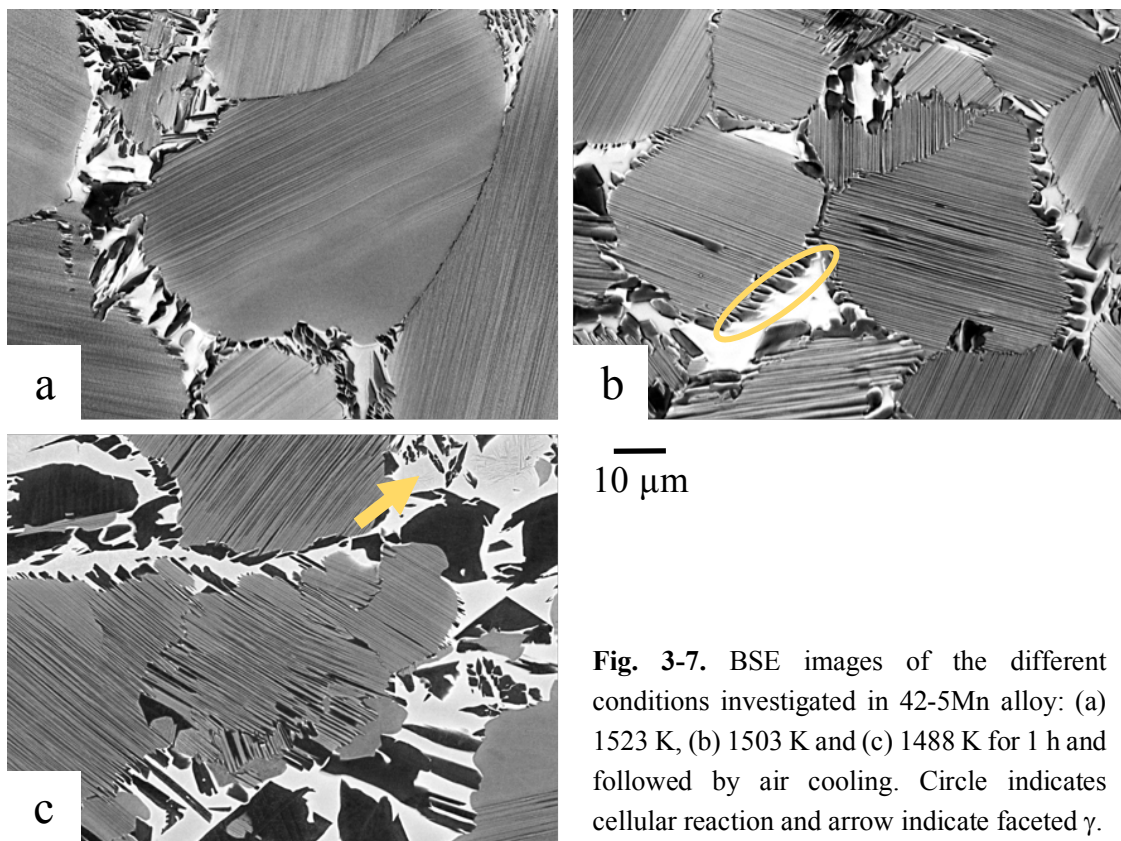 a
b
10 µm
c
Fig. 3-7. BSE images of the different
conditions investigated in 42-5Mn alloy: (a)
1523 K, (b) 1503 K and (c) 1488 K for 1 h and
followed by air cooling. Circle indicates
cellular reaction and arrow indicate faceted γ.